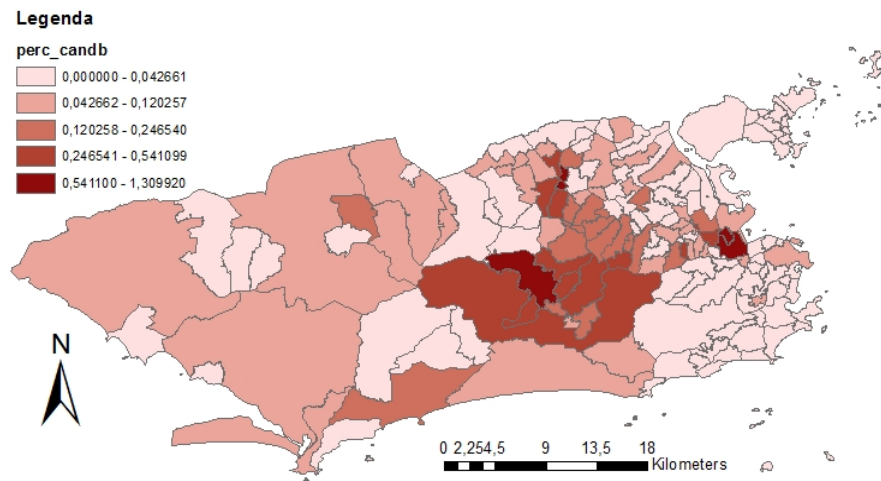 Legenda
perc_candb
0,000000 - 0,042661
0,042662 - 0,120257
0,120258 - 0,246540
0,246541 - 0,541099
0,541100 - 1,309920
N
0 2,254,5 9 13,5 18
Kilometers